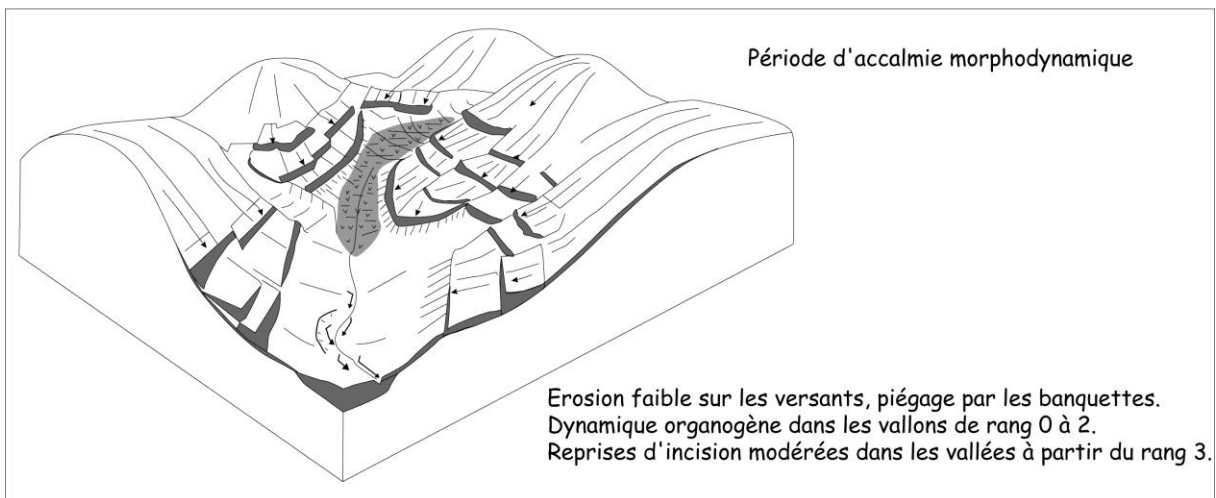 Période d'accalmie morphodynamique
Erosion faible sur les versants, piégage par les banquettes.
Dynamique organogène dans les vallons de rang 0 à 2.
Reprises d'incision modérées dans les vallées à partir du rang 3.